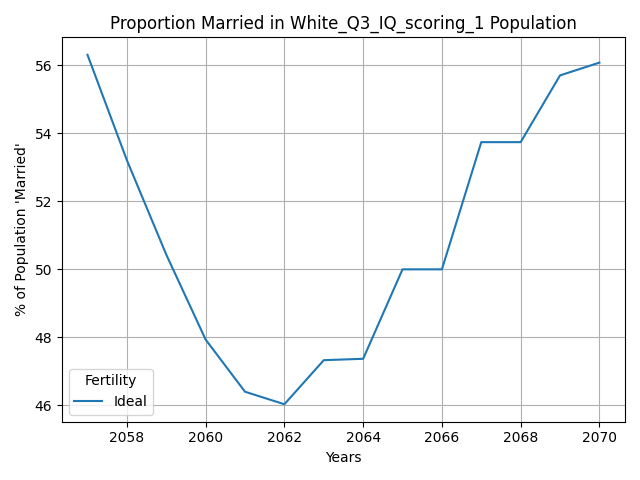 Proportion Married in White_Q3_IQ_scoring_1 Population
% of Population 'Married'
56
54
52
50
48
46
Fertility
Ideal
2058 2060 2062 2064 2066 2068 2070
Years